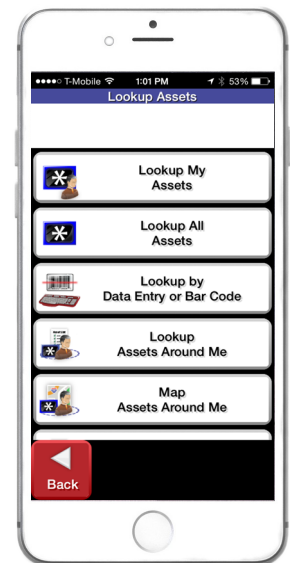 ●●●●○ T-Mobile 1:01 PM 53%
Lookup Assets
Lookup My
Assets
Lookup All
Assets
Lookup by
Data Entry or Bar Code
Lookup
Assets Around Me
Map
Assets Around Me
Back